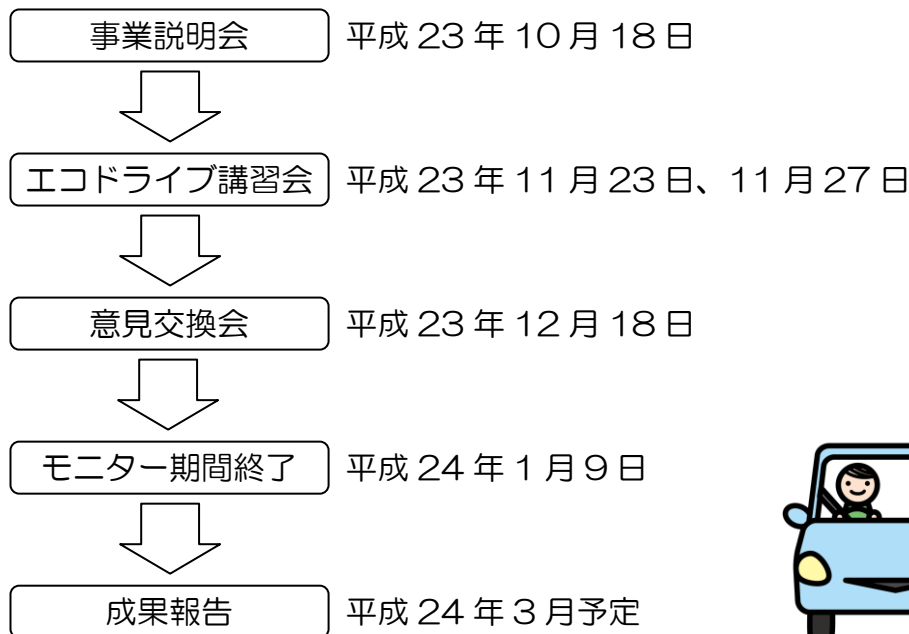 事業説明会 平成 23 年 10 月 18 日
エコドライブ講習会 平成 23 年 11 月 23 日、11 月 27 日
意見交換会 平成 23 年 12 月 18 日
モニター期間終了 平成 24 年 1 月 9 日
成果報告 平成 24 年 3 月予定